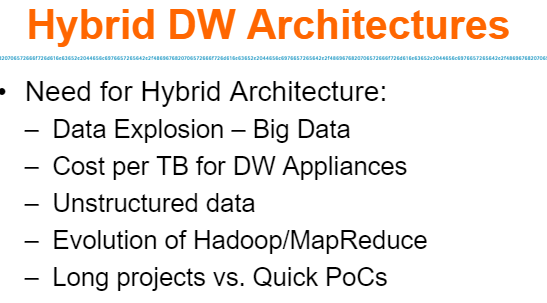 Hybrid DW Architectures
• Need for Hybrid Architecture:
– Data Explosion – Big Data
– Cost per TB for DW Appliances
– Unstructured data
– Evolution of Hadoop/MapReduce
– Long projects vs. Quick PoCs